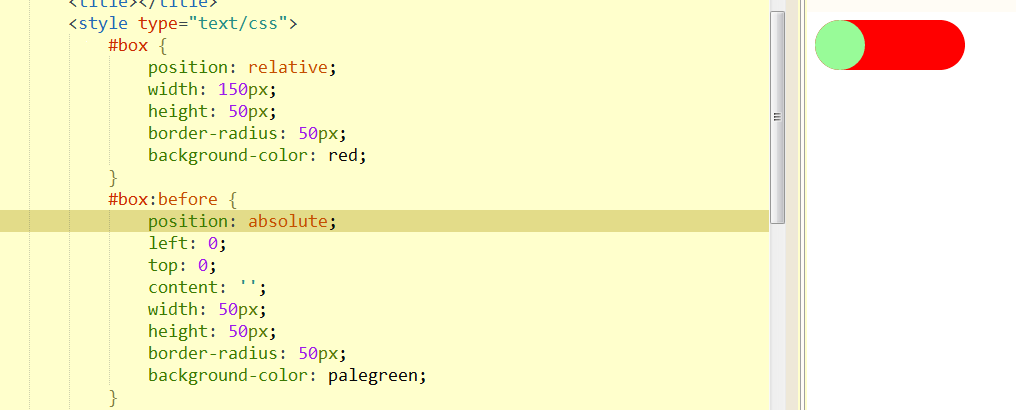 <title></title>
<style type="text/css">
#box {
position: relative;
width: 150px;
height: 50px;
border-radius: 50px;
background-color: red;
}
#box:before {
position: absolute;
left: 0;
top: 0;
content: '';
width: 50px;
height: 50px;
border-radius: 50px;
background-color: palegreen;
}